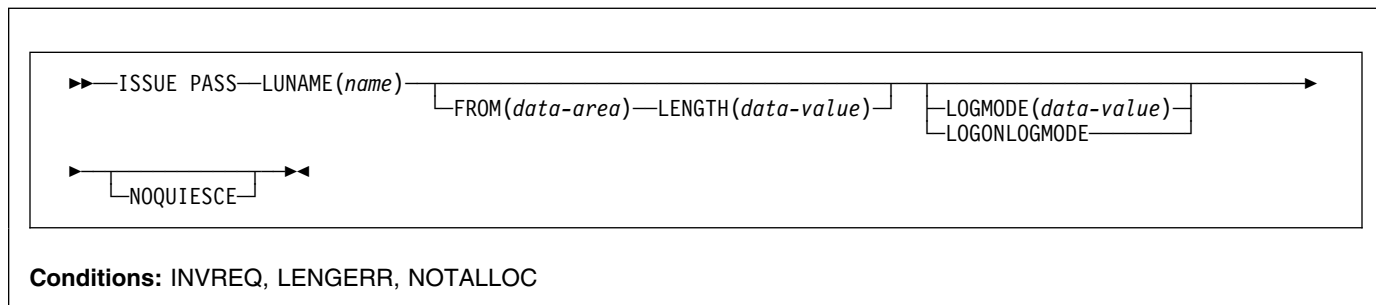 ISSUE PASS LUNAME(name)
FROM(data-area) LENGTH(data-value) LOGMODE(data-value)
LOGONLOGMODE
NOQUIESCE
Conditions: INVREQ, LENGERR, NOTALLOC